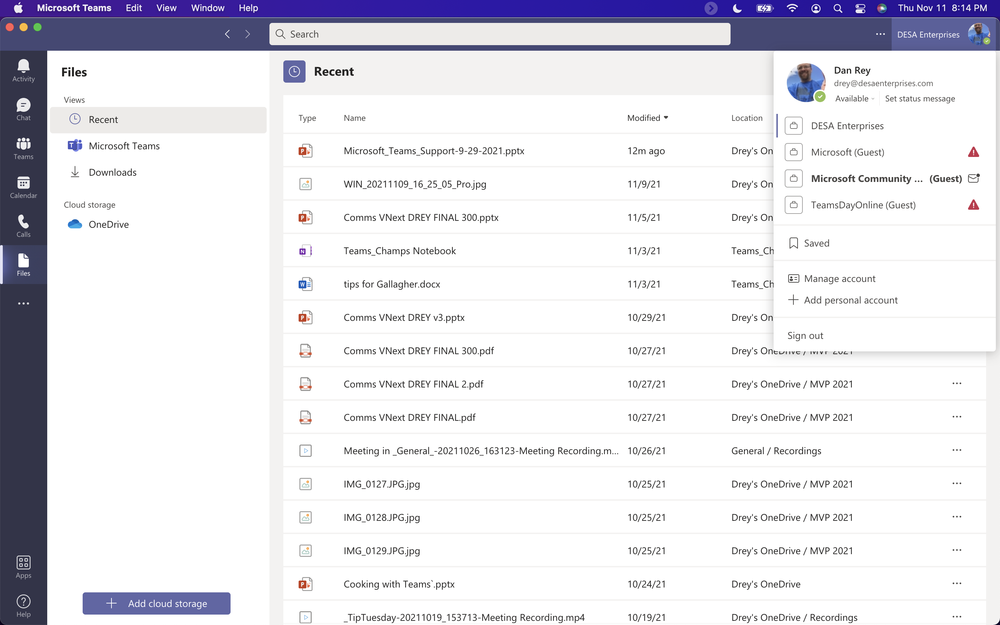 Microsoft Teams Edit View Window Help Thu Nov 11 8:14 PM
Search
DESA Enterprises
Activity
Chat
Teams
Calendar
Calls
Files
Apps
Help
Files
Views
Recent
Microsoft Teams
Downloads
Cloud storage
OneDrive
Add cloud storage
Recent
Type Name Modified Location
Microsoft_Teams_Support-9-29-2021.pptx 12m ago Drey's On
WIN_20211109_16_25_05_Pro.jpg 11/9/21 Drey's On
Comms VNext DREY FINAL 300.pptx 11/5/21 Drey's On
Teams_Champs Notebook 11/3/21 Teams_Ch
tips for Gallagher.docx 11/3/21 Teams_Ch
Comms VNext DREY v3.pptx 10/29/21 Drey's On
Comms VNext DREY FINAL 300.pdf 10/27/21 Drey's OneDrive / MVP 2021
Comms VNext DREY FINAL 2.pdf 10/27/21 Drey's OneDrive / MVP 2021
Comms VNext DREY FINAL.pdf 10/27/21 Drey's OneDrive / MVP 2021
Meeting in _General_-20211026_163123-Meeting Recording.m... 10/26/21 General / Recordings
IMG_0127.JPG.jpg 10/25/21 Drey's OneDrive / MVP 2021
IMG_0128.JPG.jpg 10/25/21 Drey's OneDrive / MVP 2021
IMG_0129.JPG.jpg 10/25/21 Drey's OneDrive / MVP 2021
Cooking with Teams`.pptx 10/24/21 Drey's OneDrive
_TipTuesday-20211019_153713-Meeting Recording.mp4 10/19/21 Drey's OneDrive / Recordings
Dan Rey
drey@desaenterprises.com
Available Set status message
DESA Enterprises
Microsoft (Guest)
Microsoft Community ... (Guest)
TeamsDayOnline (Guest)
Saved
Manage account
Add personal account
Sign out